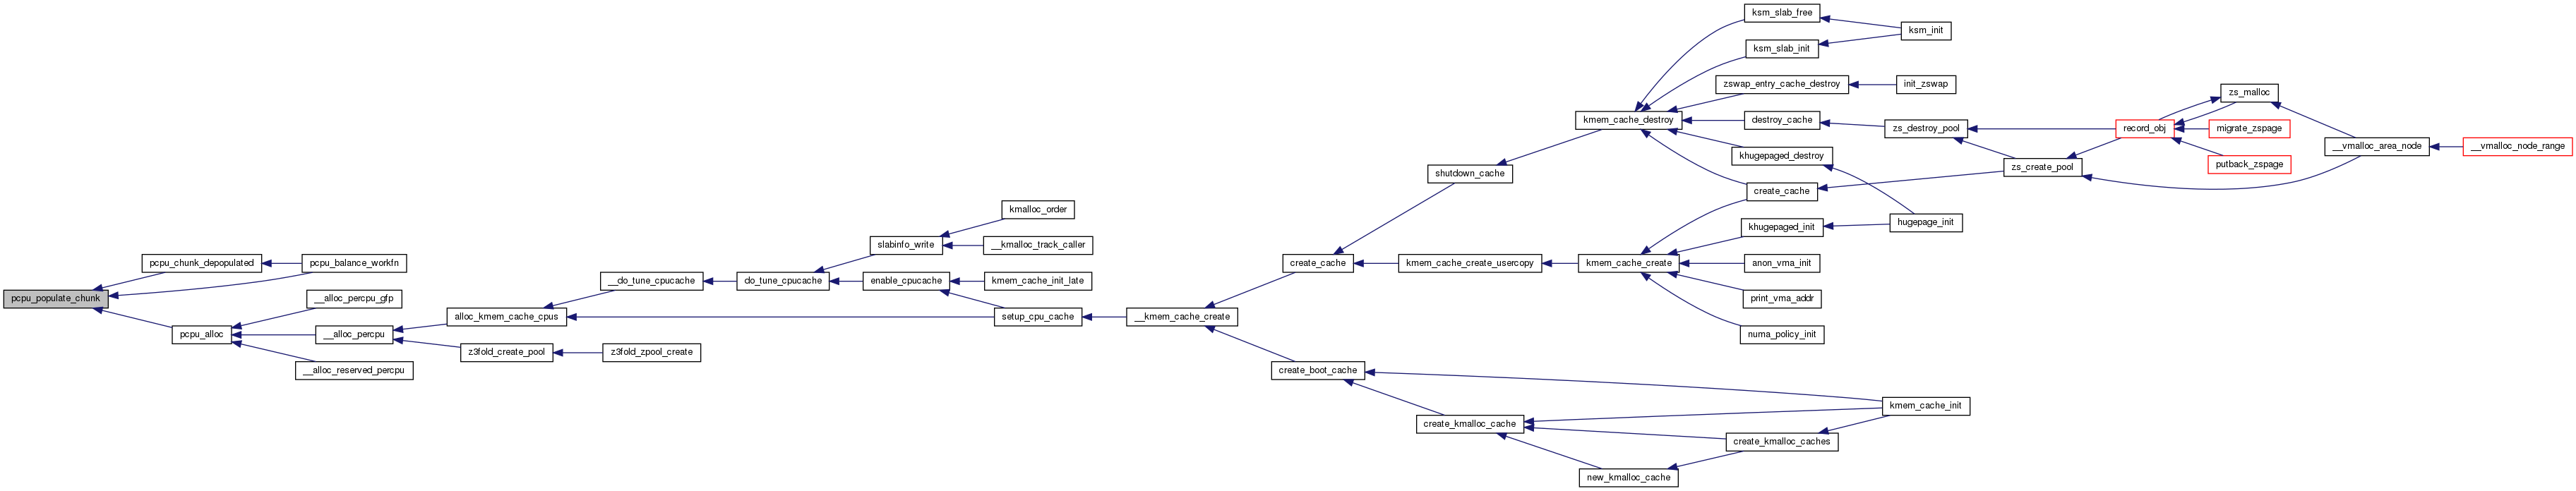 pcpu_populate_chunk
pcpu_chunk_depopulated
pcpu_balance_workfn
pcpu_alloc
__alloc_percpu_gfp
__alloc_percpu
__alloc_reserved_percpu
alloc_kmem_cache_cpus
z3fold_create_pool
z3fold_zpool_create
__do_tune_cpucache
do_tune_cpucache
slabinfo_write
enable_cpucache
kmalloc_order
__kmalloc_track_caller
kmem_cache_init_late
setup_cpu_cache
__kmem_cache_create
create_cache
create_boot_cache
shutdown_cache
kmem_cache_create_usercopy
create_kmalloc_cache
kmem_cache_destroy
kmem_cache_create
new_kmalloc_cache
ksm_slab_free
ksm_slab_init
zswap_entry_cache_destroy
destroy_cache
khugepaged_destroy
create_cache
khugepaged_init
anon_vma_init
print_vma_addr
numa_policy_init
create_kmalloc_caches
ksm_init
init_zswap
zs_destroy_pool
hugepage_init
kmem_cache_init
zs_create_pool
record_obj
zs_malloc
migrate_zspage
putback_zspage
__vmalloc_area_node
__vmalloc_node_range